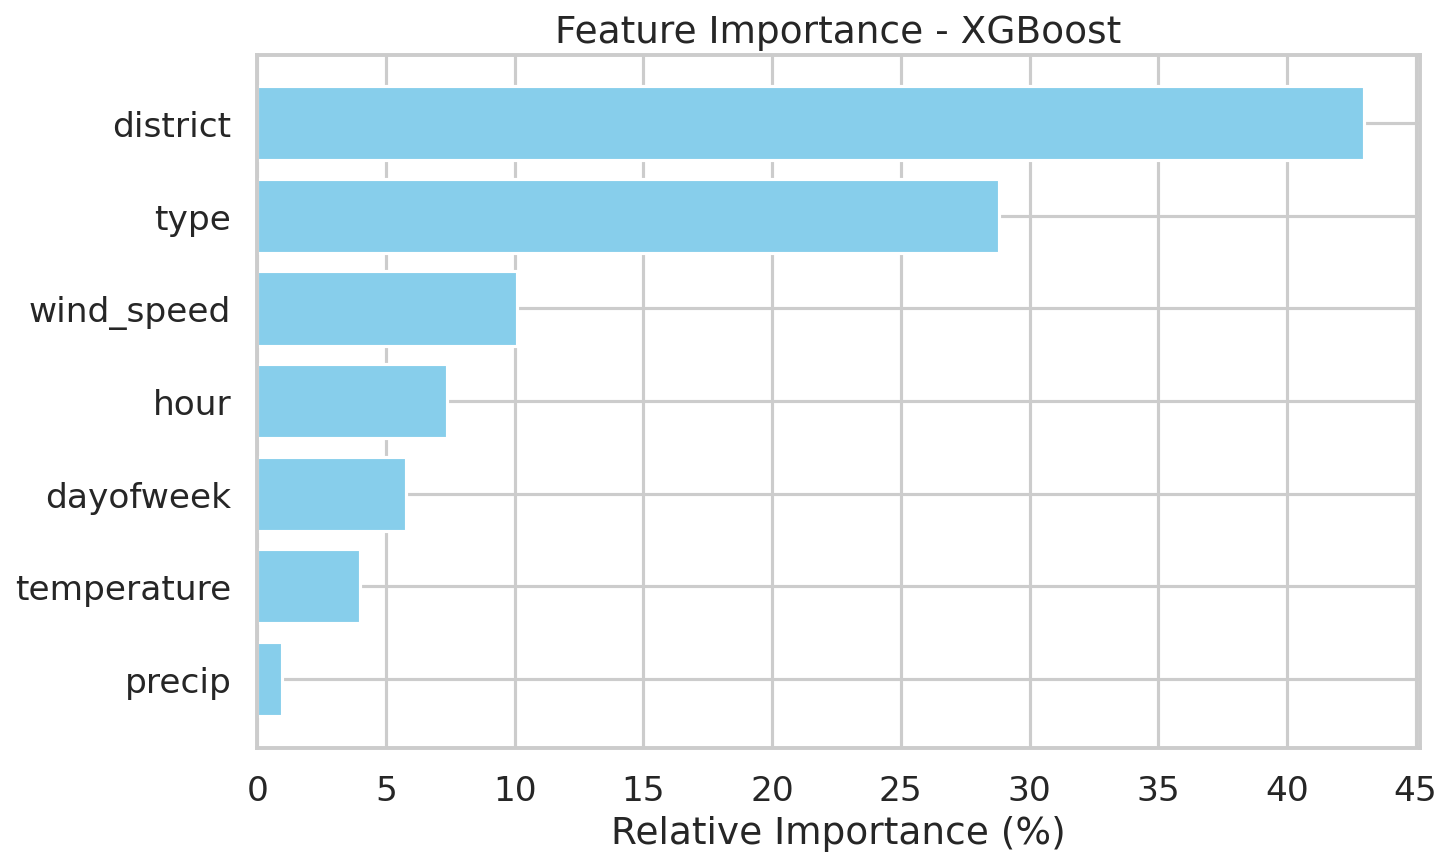 Feature Importance - XGBoost
district
type
wind_speed
hour
dayofweek
temperature
precip
0 5 10 15 20 25 30 35 40 45
Relative Importance (%)